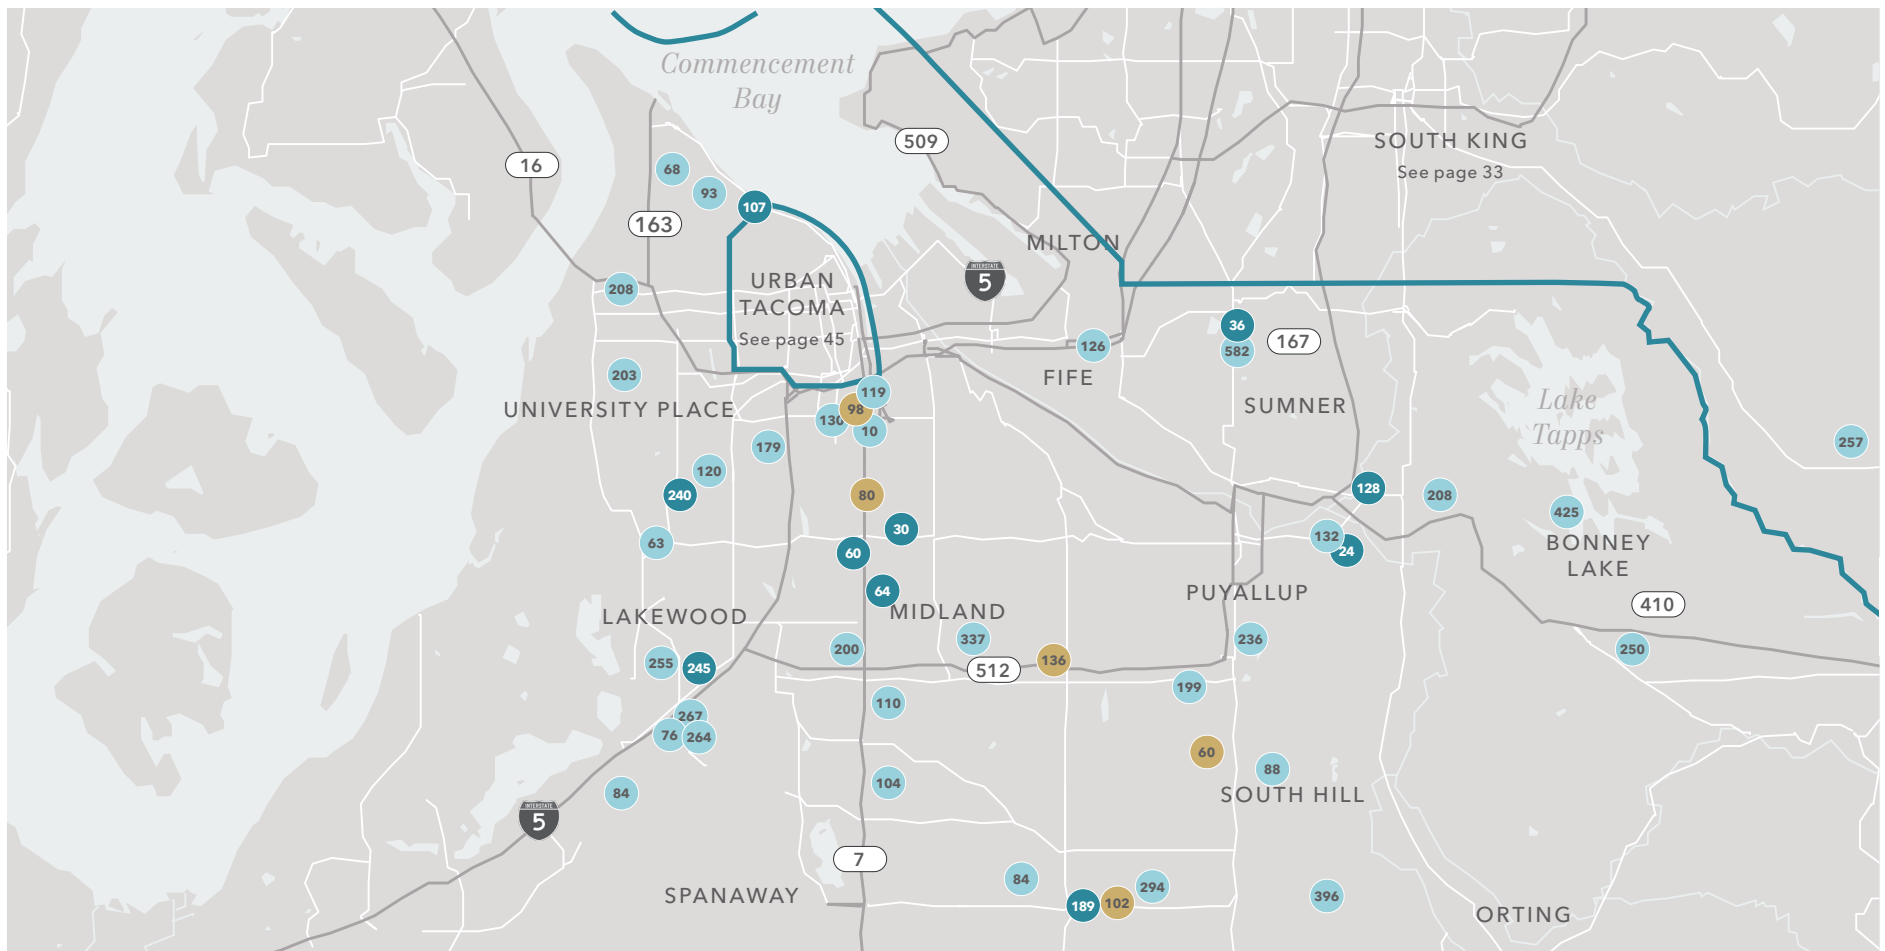 Commencement
Bay
509
SOUTH KING
See page 33
16
68
93
107
163
MILTON
URBAN
TACOMA
See page 45
INTERSTATE
5
208
36
167
582
126
FIFE
203
UNIVERSITY PLACE
119
98
130
10
SUMNER
Lake
Tapps
257
179
120
240
80
128
208
425
30
63
60
132
24
BONNEY
LAKE
64
PUYALLUP
410
LAKEWOOD
MIDLAND
337
236
200
250
255
245
136
512
199
110
267
76
264
60
88
104
84
SOUTH HILL
INTERSTATE
5
7
84
294
SPANAWAY
189
102
396
ORTING